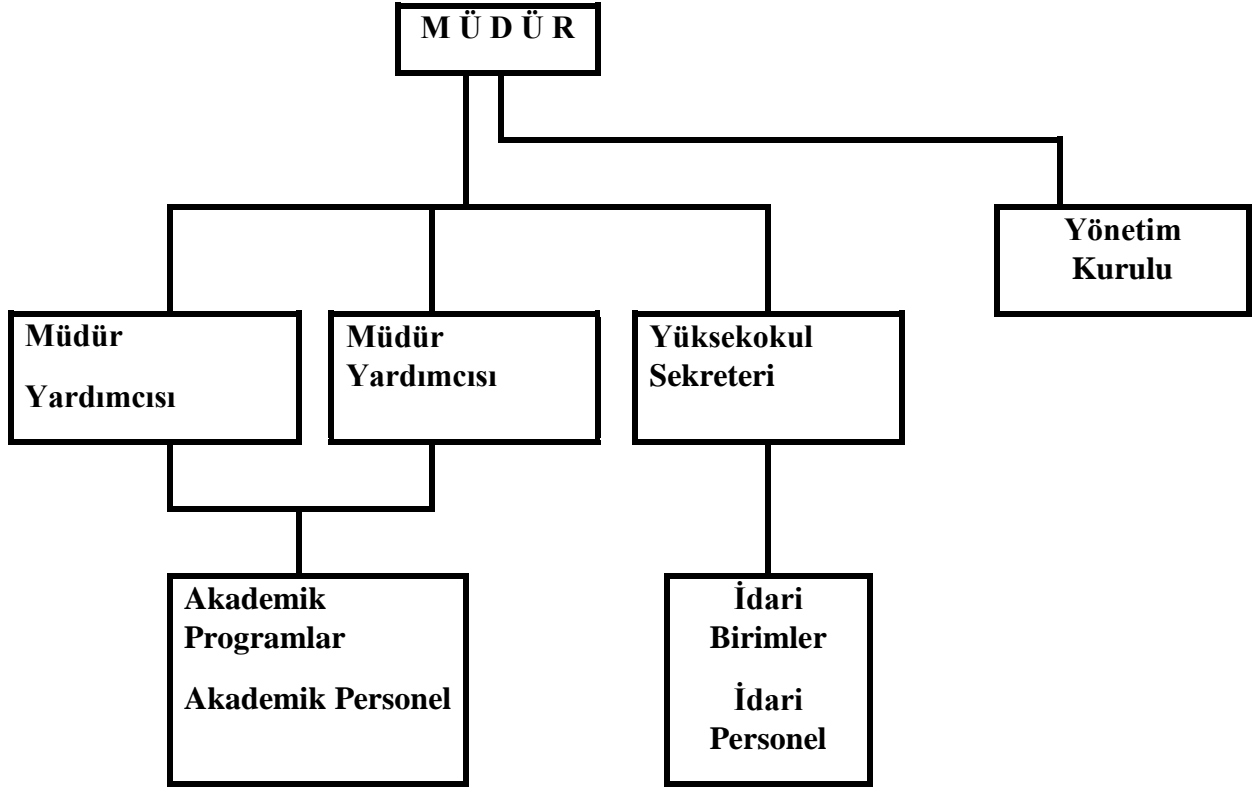 M Ü D Ü R
Yönetim
Kurulu
Müdür
Yardımcısı
Müdür
Yardımcısı
Yüksekokul
Sekreteri
Akademik
Programlar
Akademik Personel
İdari
Birimler
İdari
Personel